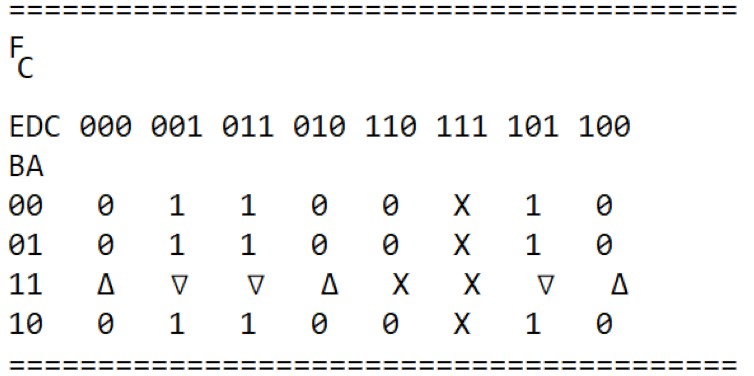 =========================================
F
C
EDC 000 001 011 010 110 111 101 100
BA
00 0 1 1 0 0 X 1 0
01 0 1 1 0 0 X 1 0
11 Δ ∇ ∇ Δ X X ∇ Δ
10 0 1 1 0 0 X 1 0
=========================================